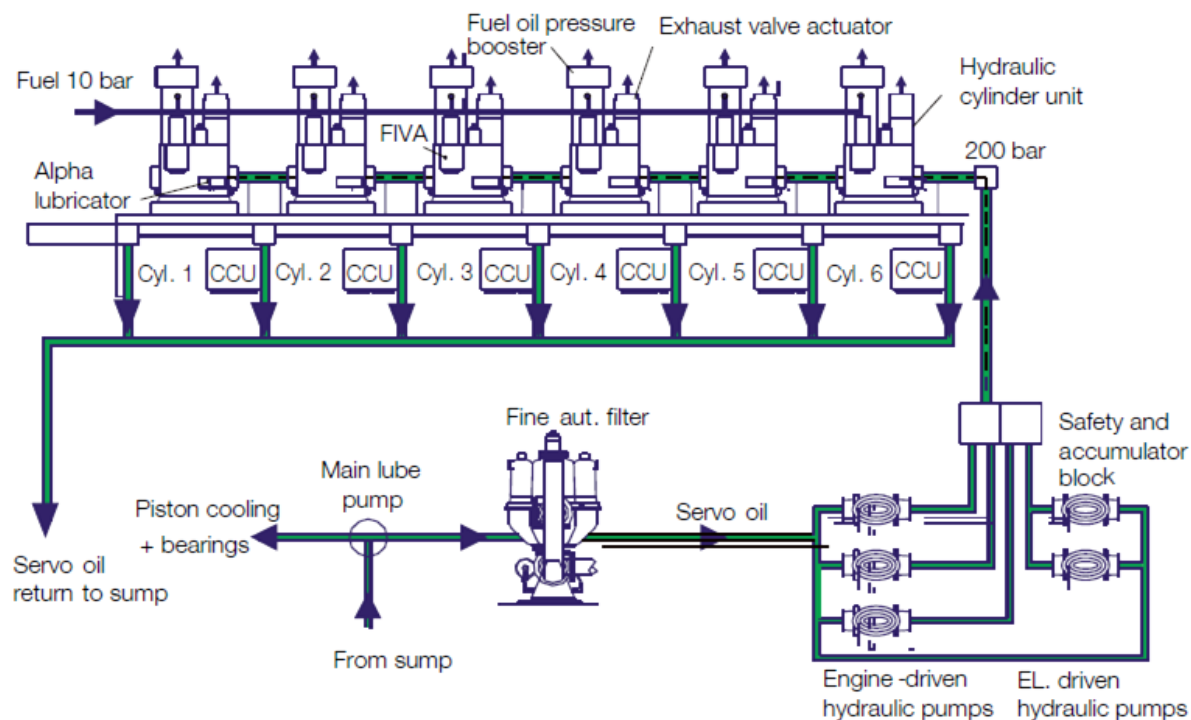 Fuel oil pressure
booster
Exhaust valve actuator
Fuel 10 bar
Hydraulic
cylinder unit
FIVA
200 bar
Alpha
lubricator
Cyl. 1
CCU
Cyl. 2
CCU
Cyl. 3
CCU
Cyl. 4
CCU
Cyl. 5
CCU
Cyl. 6
CCU
Fine aut. filter
Safety and
accumulator
block
Main lube
pump
Piston cooling
+ bearings
Servo oil
Servo oil
return to sump
From sump
Engine -driven
hydraulic pumps
EL. driven
hydraulic pumps